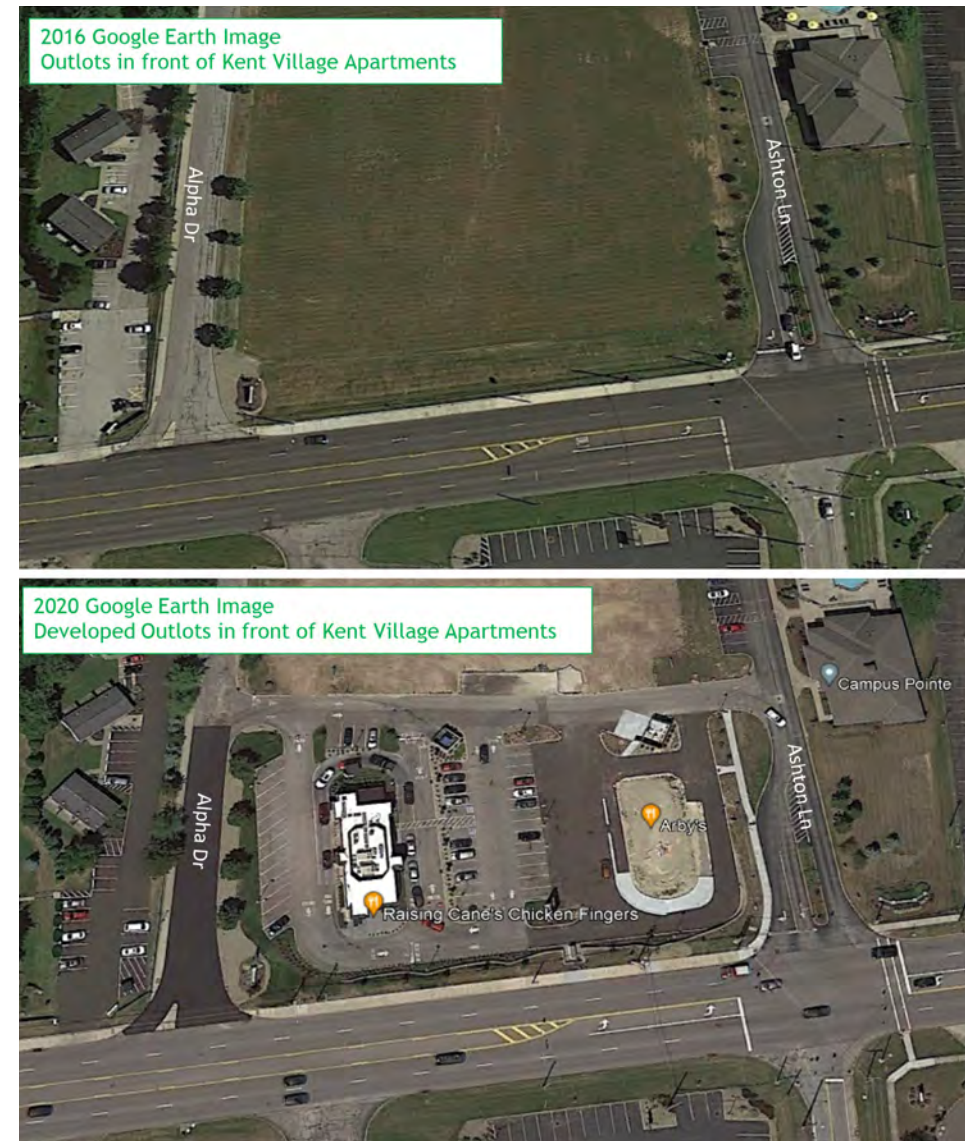 2016 Google Earth Image
Outlots in front of Kent Village Apartments
Alpha Dr
Ashton Ln
2020 Google Earth Image
Developed Outlots in front of Kent Village Apartments
Campus Pointe
Ashton Ln
Alpha Dr
Arby's
Raising Cane's Chicken Fingers